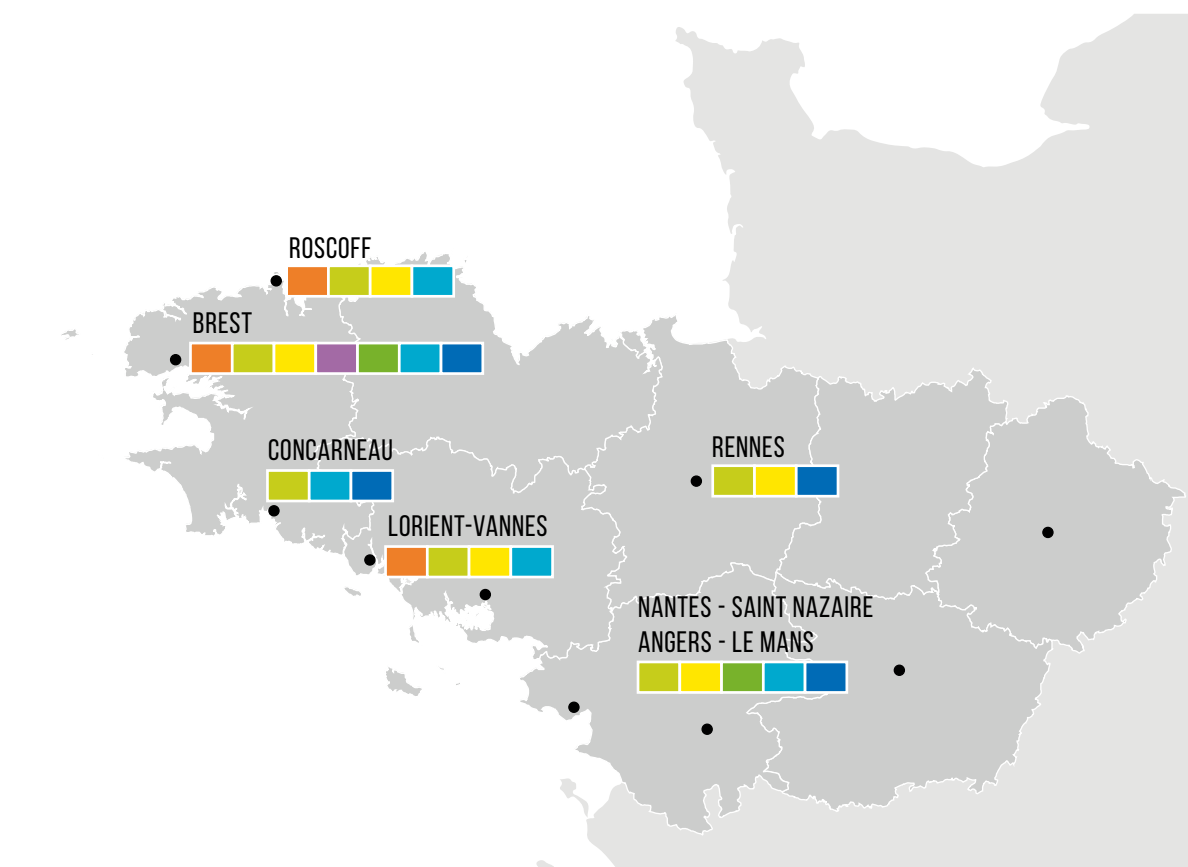 ROSCOFF
BREST
CONCARNEAU
RENNES
LORIENT-VANNES
NANTES - SAINT NAZAIRE
ANGERS - LE MANS